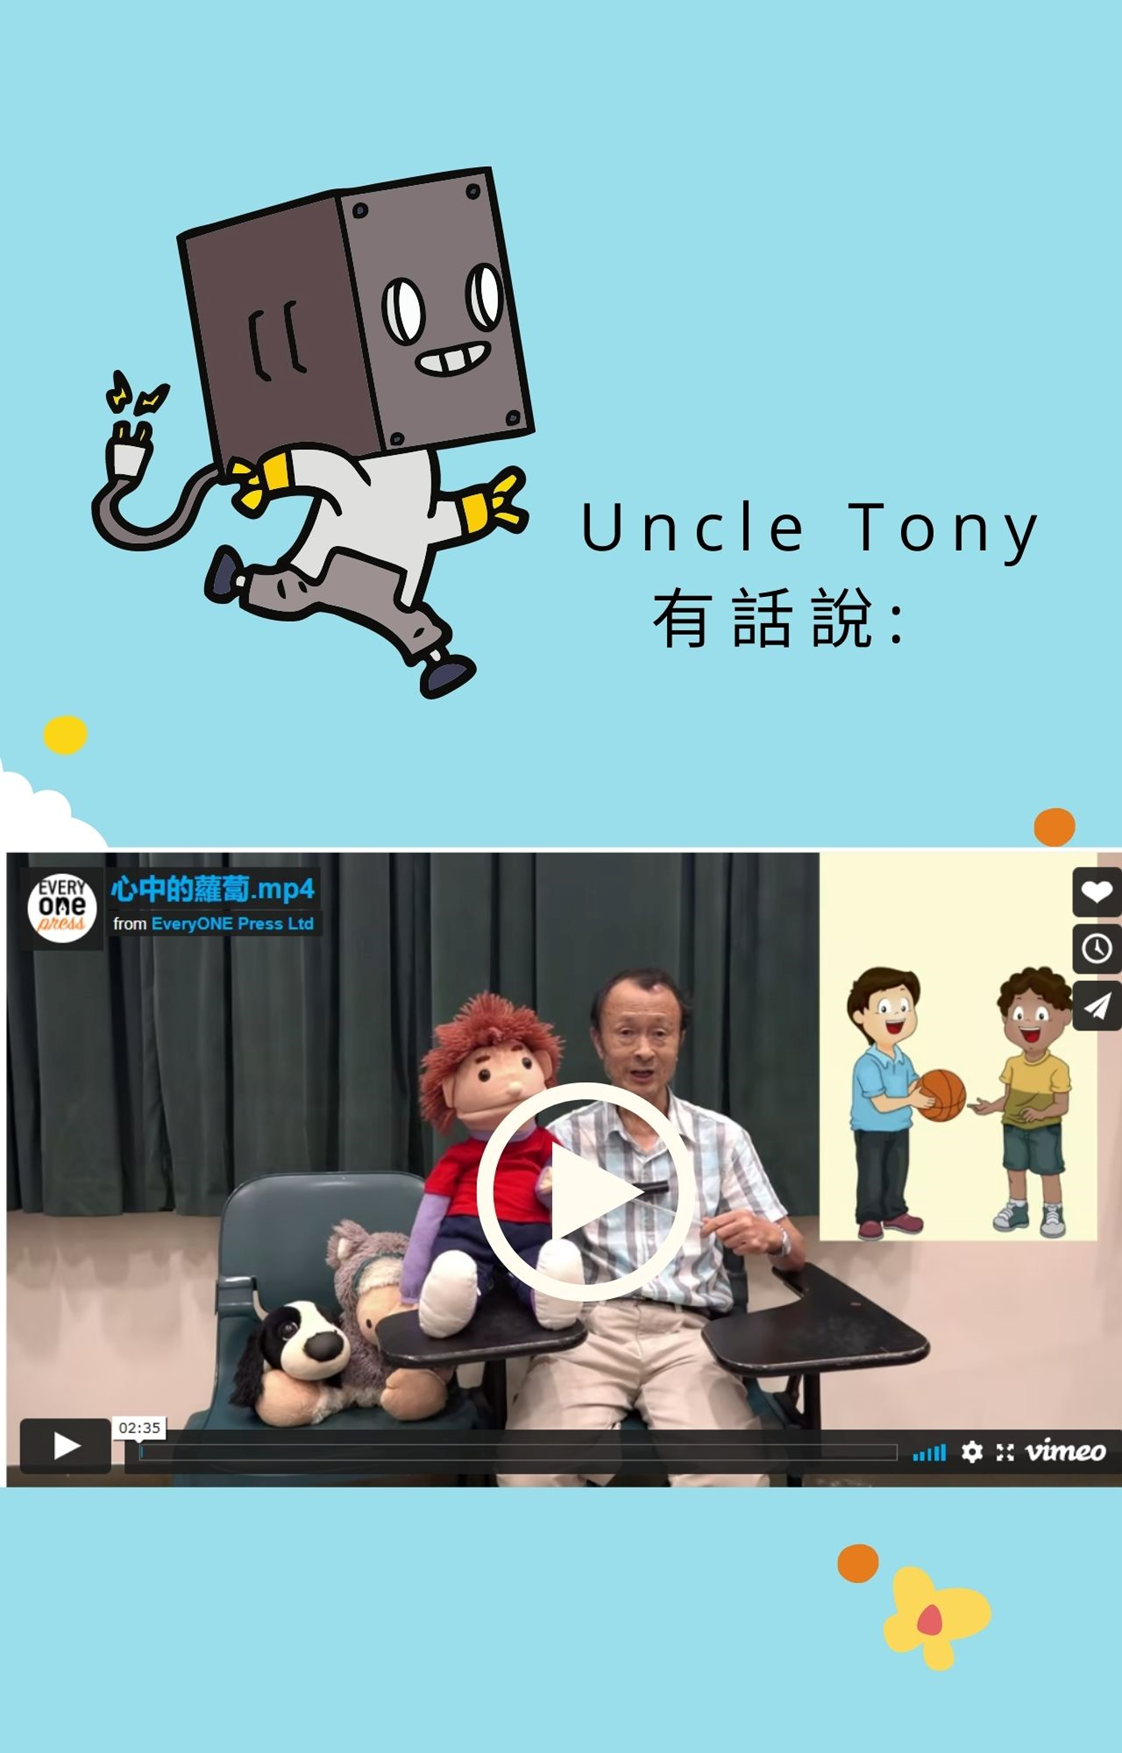 Uncle Tony
有話說:
EVERY
one
press
心中的蘿蔔.mp4
from EveryONE Press Ltd
02:35
vimeo